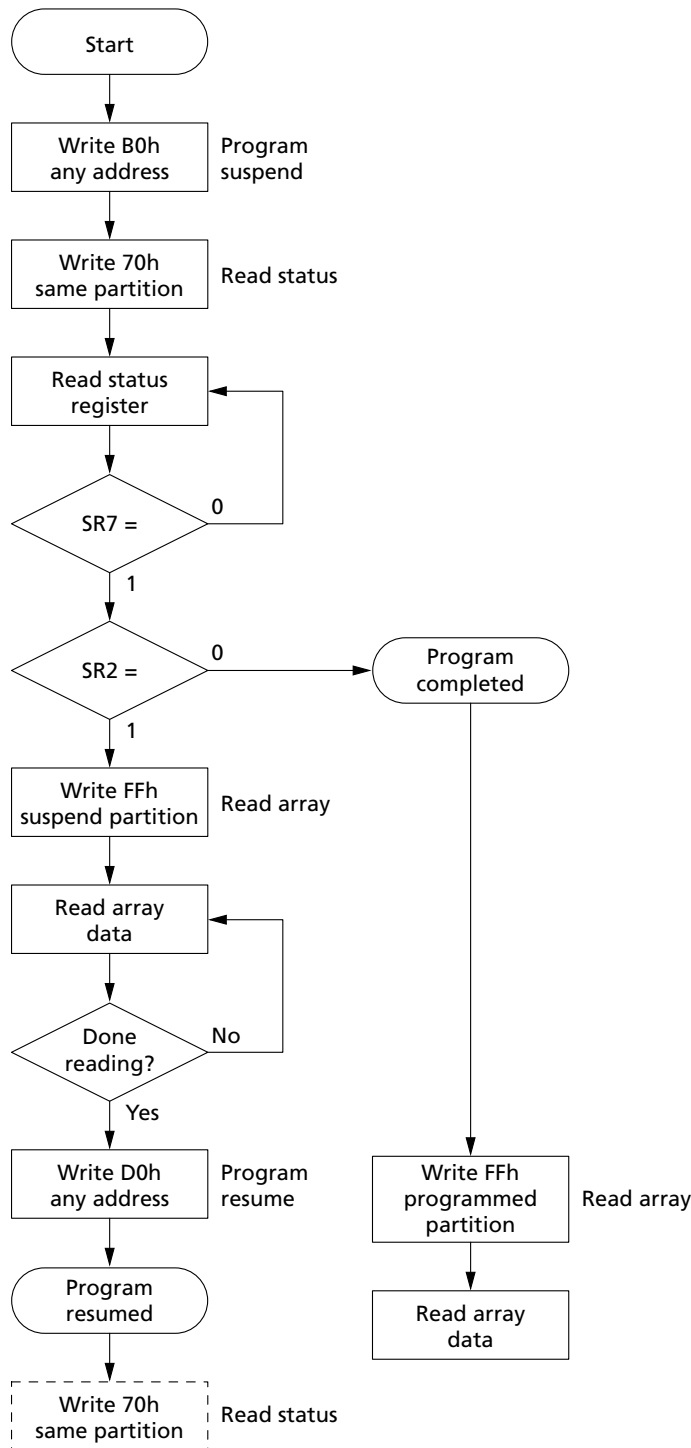 Start
Write B0h
any address
Program
suspend
Write 70h
same partition
Read status
Read status
register
SR7 =
0
1
SR2 =
0
Program
completed
1
Write FFh
suspend partition
Read array
Read array
data
Done
reading?
No
Yes
Write D0h
any address
Program
resume
Write FFh
programmed
partition
Read array
Program
resumed
Read array
data
Write 70h
same partition
Read status